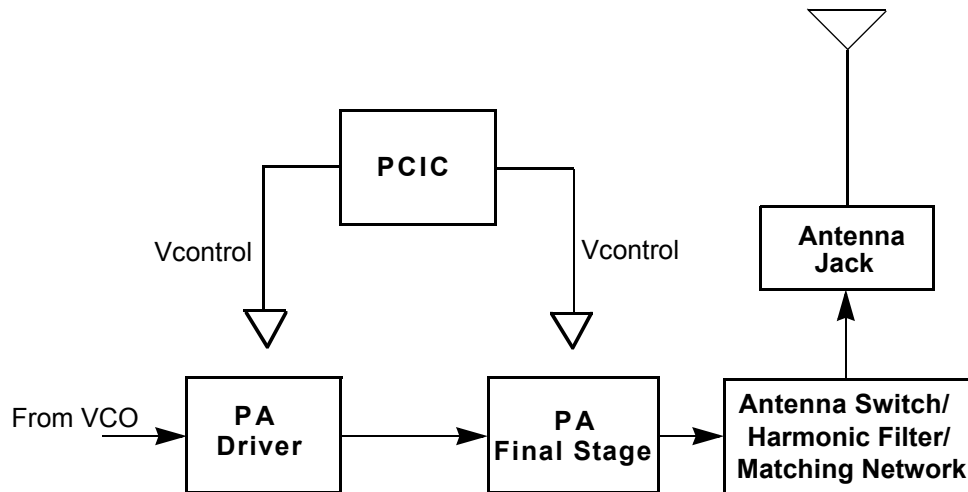 PCIC
Vcontrol
Vcontrol
Antenna
Jack
From VCO
PA
Driver
PA
Final Stage
Antenna Switch/
Harmonic Filter/
Matching Network